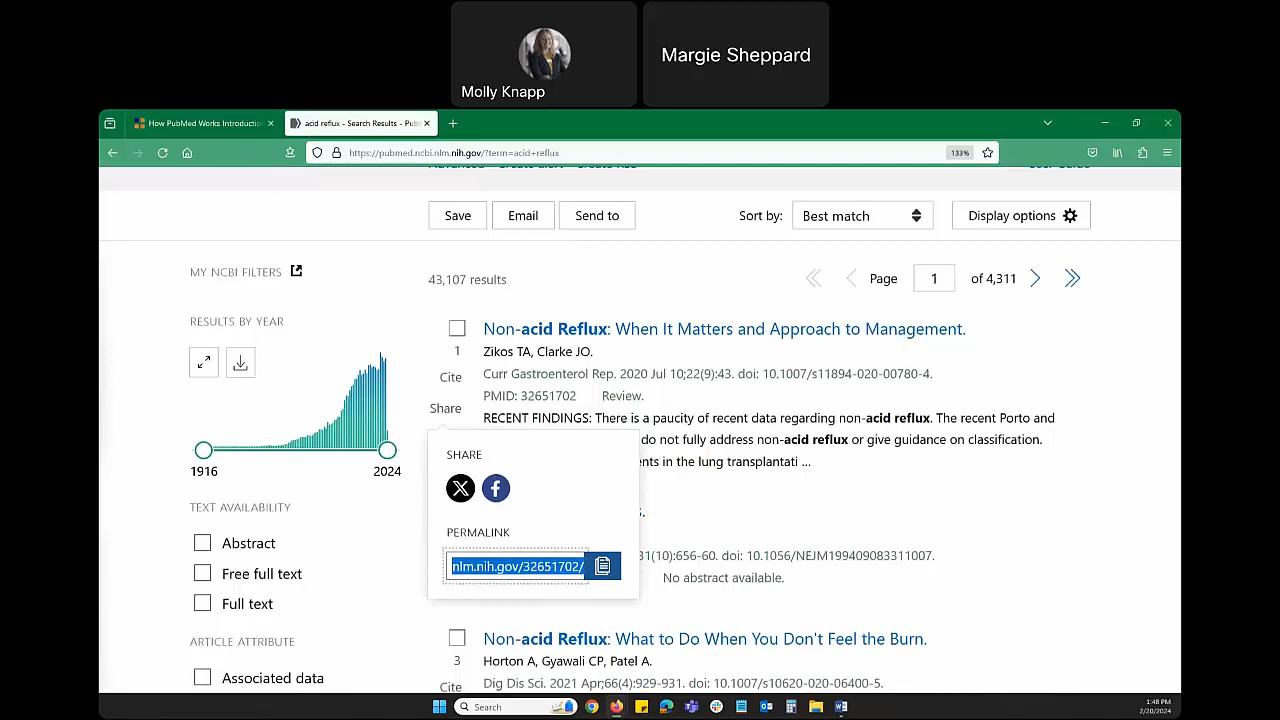 Molly Knapp
Margie Sheppard
How PubMed Works Introduction
acid reflux - Search Results - Pub
https://pubmed.ncbi.nlm.nih.gov/?term=acid+reflux
133%
Advanced Create alert Create RSS
User Guide
Save
Email
Send to
Sort by:
Best match
Display options
MY NCBI FILTERS
43,107 results
Page
1
of 4,311
RESULTS BY YEAR
1916
2024
TEXT AVAILABILITY
Abstract
Free full text
Full text
ARTICLE ATTRIBUTE
Associated data
Non-acid Reflux: When It Matters and Approach to Management.
1
Zikos TA, Clarke JO.
Cite
Curr Gastroenterol Rep. 2020 Jul 10;22(9):43. doi: 10.1007/s11894-020-00780-4.
PMID: 32651702 Review.
Share
RECENT FINDINGS: There is a paucity of recent data regarding non-acid reflux. The recent Porto and
do not fully address non-acid reflux or give guidance on classification.
nts in the lung transplantati ...
SHARE
X
f
PERMALINK
nlm.nih.gov/32651702/
s.
31(10):656-60. doi: 10.1056/NEJM199409083311007.
No abstract available.
Non-acid Reflux: What to Do When You Don't Feel the Burn.
3
Horton A, Gyawali CP, Patel A.
Cite
Dig Dis Sci. 2021 Apr;66(4):929-931. doi: 10.1007/s10620-020-06400-5.
Search
1:48 PM
2/20/2024